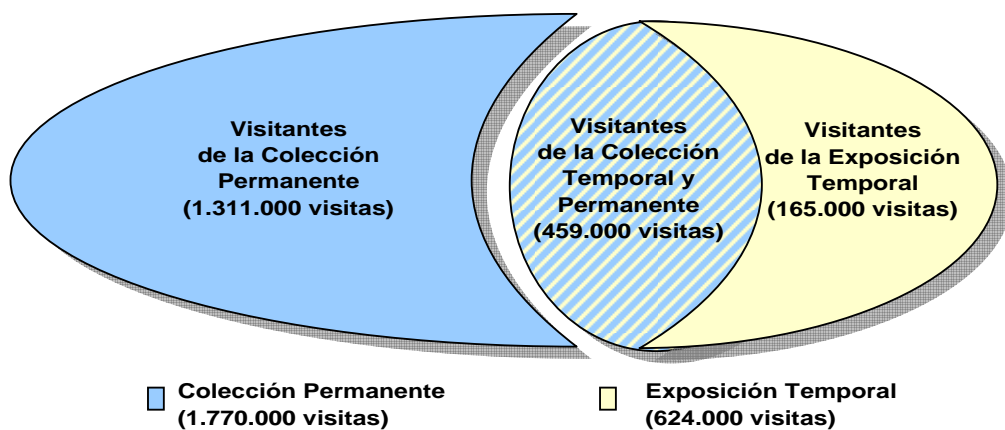 Visitantes
de la Colección
Permanente
(1.311.000 visitas)
Visitantes
de la Colección
Temporal y
Permanente
(459.000 visitas)
Visitantes
de la Exposición
Temporal
(165.000 visitas)
Colección Permanente
(1.770.000 visitas)
Exposición Temporal
(624.000 visitas)